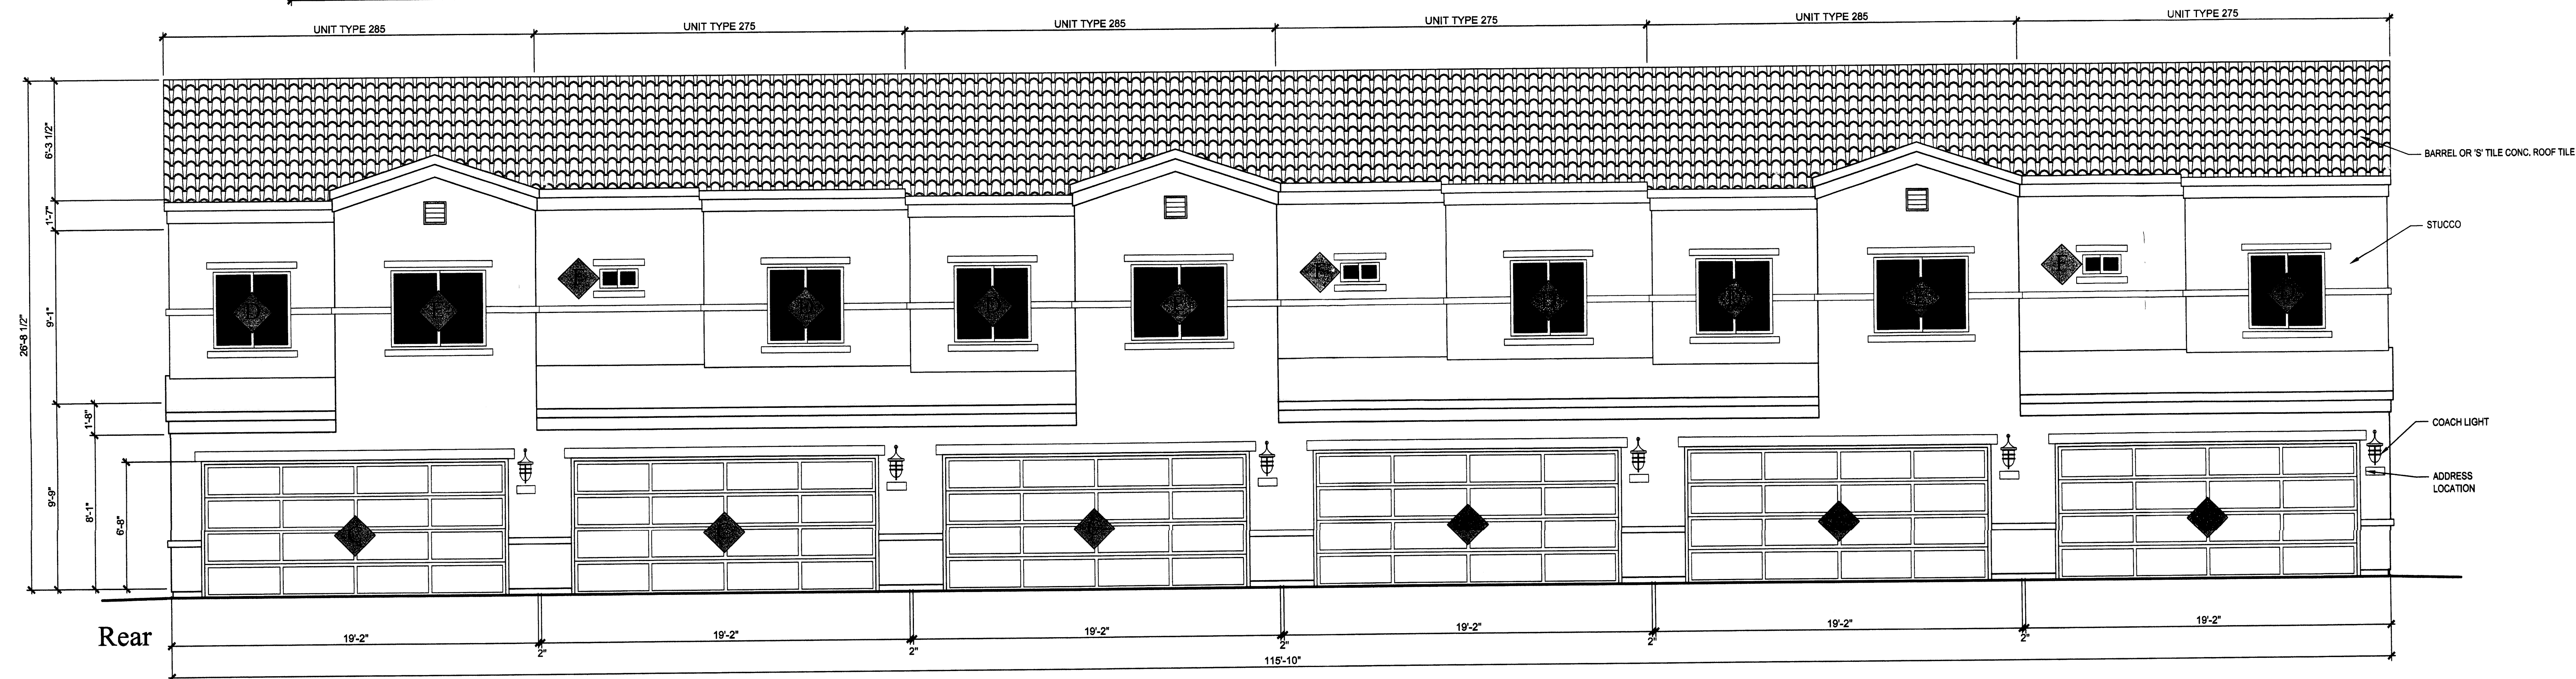 UNIT TYPE 285
UNIT TYPE 275
UNIT TYPE 285
UNIT TYPE 275
UNIT TYPE 285
UNIT TYPE 275
26'-8 1/2"
6'-3 1/2"
1'-7"
9'-1"
9'-9"
1'-8"
8'-1"
6'-8"
BARREL OR 'S' TILE CONC. ROOF TILE
STUCCO
COACH LIGHT
ADDRESS
LOCATION
D
E
Rear
19'-2"
2"
19'-2"
2"
19'-2"
2"
19'-2"
2"
19'-2"
2"
19'-2"
115'-10"